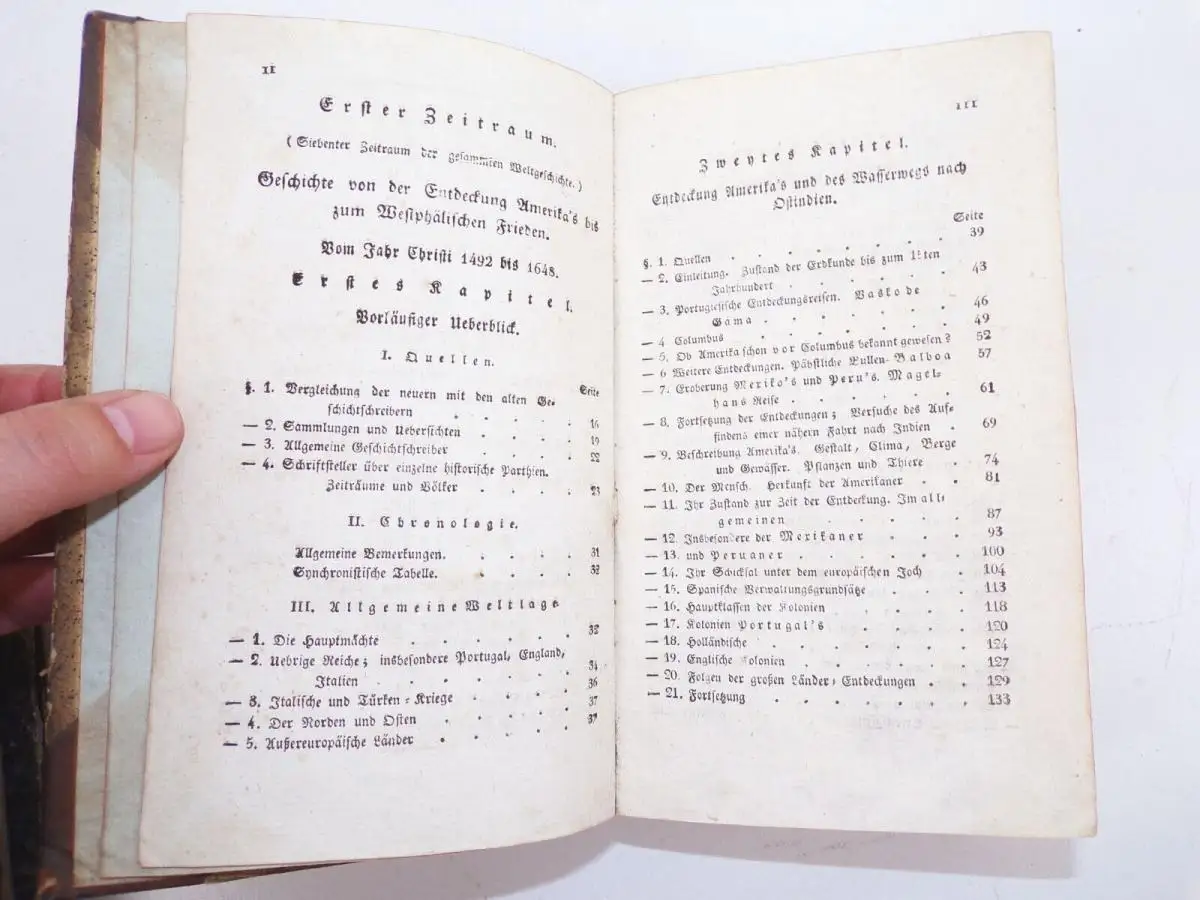 II
Erster Zeitraum.
(Siebenter Zeitraum der gesammten Weltgeschichte.)
Geschichte von der Entdeckung Amerika's bis
zum Westphälischen Frieden.
Vom Jahr Christi 1492 bis 1648.
Erstes Kapitel.
Vorläufiger Ueberblick.
I. Quellen.
Seite
§. 1. Vergleichung der neuern mit den alten Ge-
schichtschreibern . . . . 16
— 2. Sammlungen und Uebersichten . . . . 19
— 3. Allgemeine Geschichtschreiber . . . . 22
— 4. Schriftsteller über einzelne historische Parthien.
Zeiträume und Völker . . . . 23
II. Chronologie.
Allgemeine Bemerkungen. . . . . 31
Synchronistische Tabelle. . . . . 32
III. Allgemeine Weltlage
— 1. Die Hauptmächte . . . . . 32
— 2. Uebrige Reiche; insbesondere Portugal, England,
Italien . . . . . 34
— 3. Italische und Türken-Kriege . . . . 36
— 4. Der Norden und Osten . . . . . 37
— 5. Außereuropäische Länder . . . . . 37
III
Zweytes Kapitel.
Entdeckung Amerika's und des Wasserwegs nach
Ostindien.
Seite
§. 1. Quellen . . . . . . 39
— 2. Einleitung. Zustand der Erdkunde bis zum 15ten
Jahrhundert . . . . . 43
— 3. Portugiesische Entdeckungsreisen. Vasko de
Gama . . . . . . 46
— 4 Columbus . . . . . . 49
— 5. Ob Amerika schon vor Columbus bekannt gewesen? 52
— 6 Weitere Entdeckungen. Päbstliche Bullen- Balboa 57
— 7. Eroberung Mexiko's und Peru's. Magel-
hans Reise . . . . . 61
— 8. Fortsetzung der Entdeckungen; Versuche des Auf-
findens einer nähern Fahrt nach Indien . 69
— 9. Beschreibung Amerika's. Gestalt, Clima, Berge
und Gewässer. Pflanzen und Thiere . 74
— 10. Der Mensch. Herkunft der Amerikaner . . 81
— 11. Ihr Zustand zur Zeit der Entdeckung. Im all-
gemeinen . . . . . 87
— 12. Insbesondere der Mexikaner . . . 93
— 13. und Peruaner . . . . . 100
— 14. Ihr Schicksal unter dem europäischen Joch . 104
— 15. Spanische Verwaltungsgrundsätze . . . 113
— 16. Hauptklassen der Kolonien . . . . 118
— 17. Kolonien Portugal's . . . . 120
— 18. Holländische . . . . . . 124
— 19. Englische Kolonien . . . . . 127
— 20. Folgen der großen Länder-Entdeckungen . . 129
— 21. Fortsetzung . . . . . . 133